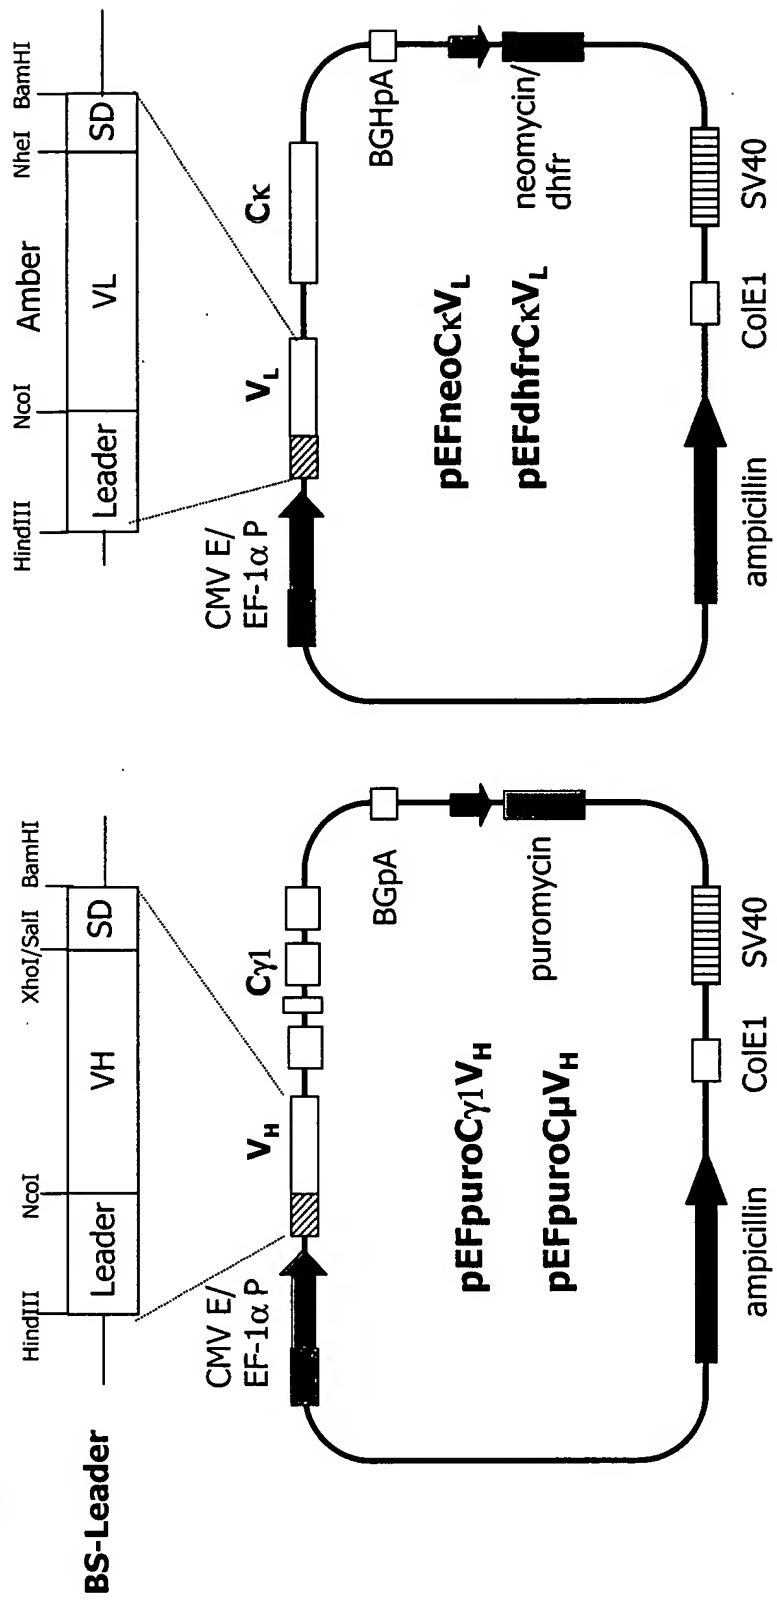 BS-Leader
HindIII
NcoI
XhoI/SalI
BamHI
Leader
VH
SD
CMV E/
EF-1α P
VH
Cγ1
BGpA
pEFpuroCγ1VH
pEFpuroCμVH
puromycin
ampicillin
ColE1
SV40
HindIII
NcoI
Amber
NheI
BamHI
Leader
VL
SD
CMV E/
EF-1α P
VL
Cκ
BGHpA
pEFneoCκVL
pEFdhfrCκVL
neomycin/
dhfr
ampicillin
ColE1
SV40